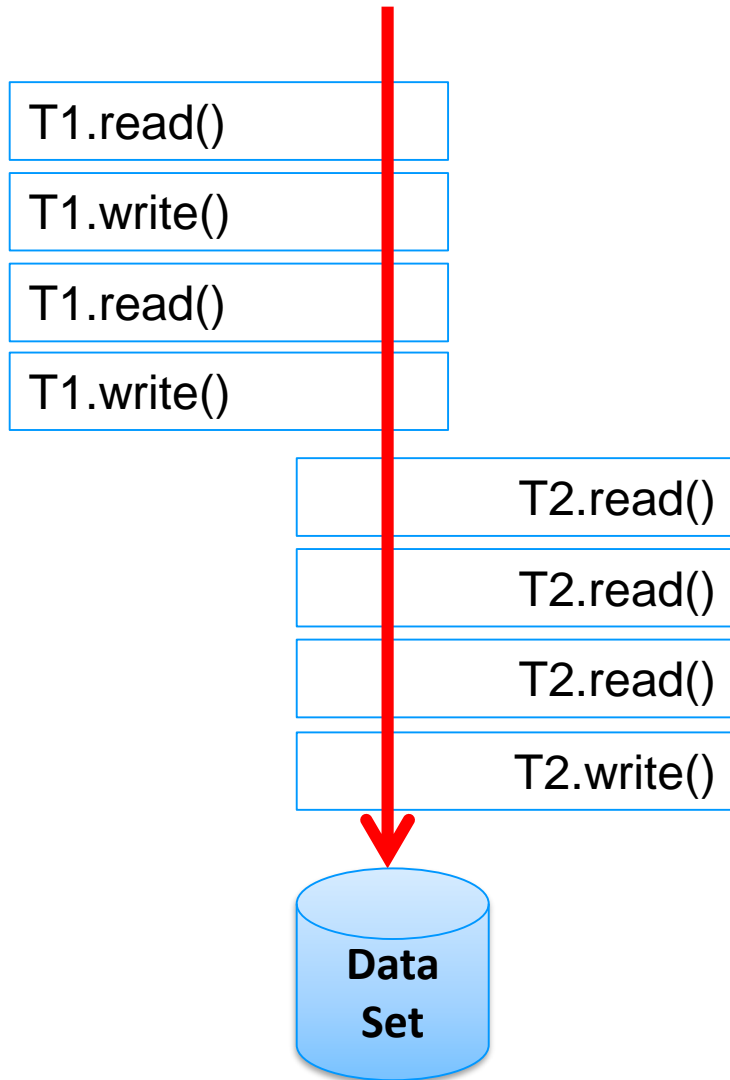 T1.read()
T1.write()
T1.read()
T1.write()
T2.read()
T2.read()
T2.read()
T2.write()
Data
Set